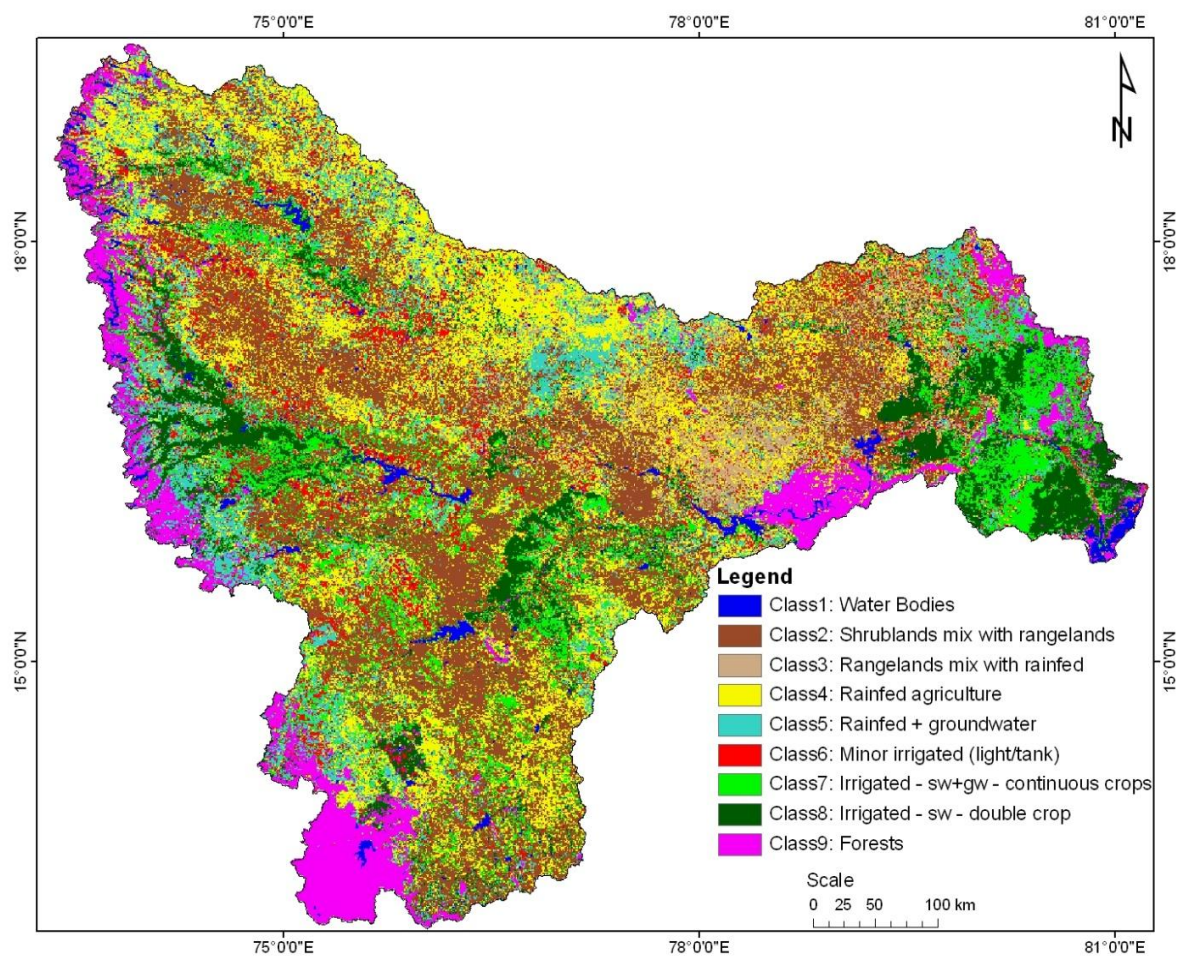 75°0'0"E 78°0'0"E 81°0'0"E
N
18°0'0"N 18°0'0"N
15°0'0"N 15°0'0"N
Legend
Class1: Water Bodies
Class2: Shrublands mix with rangelands
Class3: Rangelands mix with rainfed
Class4: Rainfed agriculture
Class5: Rainfed + groundwater
Class6: Minor irrigated (light/tank)
Class7: Irrigated - sw+gw - continuous crops
Class8: Irrigated - sw - double crop
Class9: Forests
Scale
0 25 50 100 km
75°0'0"E 78°0'0"E 81°0'0"E